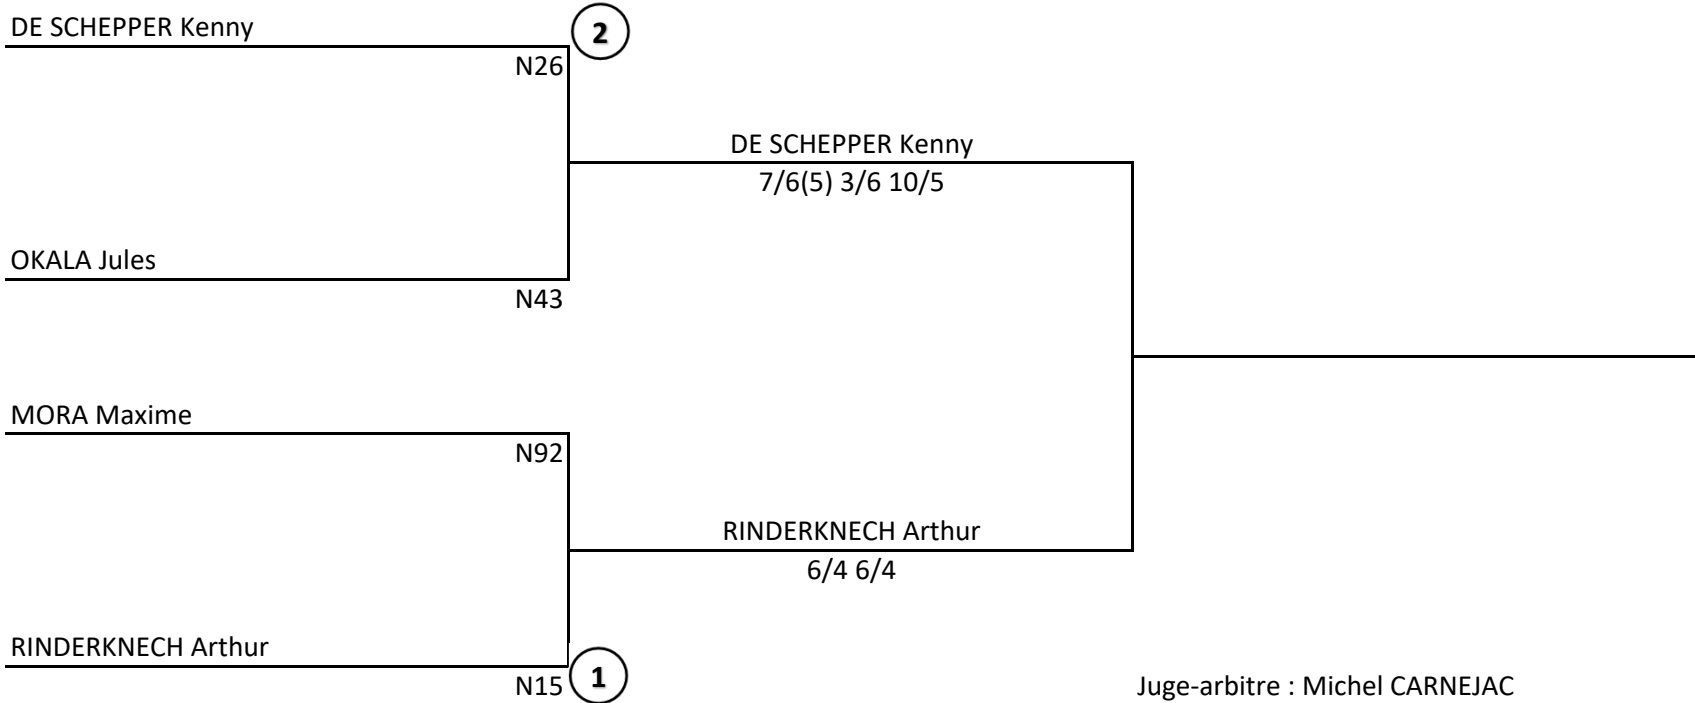 DE SCHEPPER Kenny
2
N26
DE SCHEPPER Kenny
7/6(5) 3/6 10/5
OKALA Jules
N43
MORA Maxime
N92
RINDERKNECH Arthur
6/4 6/4
RINDERKNECH Arthur
N15
1
Juge-arbitre : Michel CARNEJAC